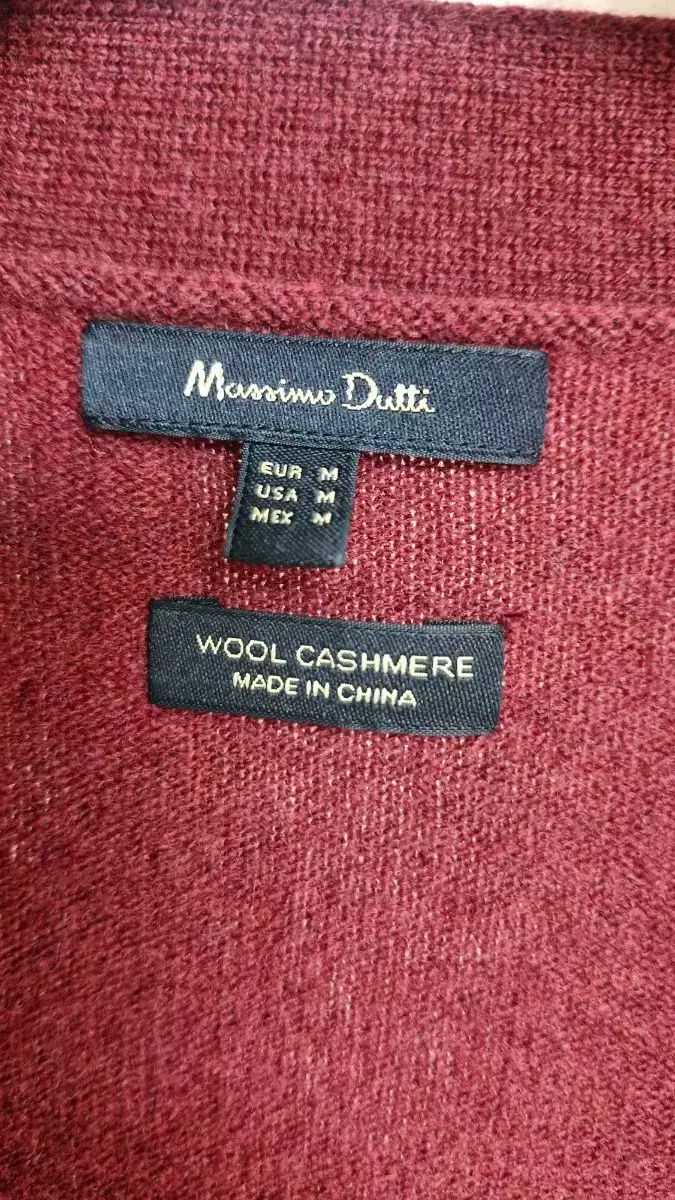 Massimo Dutti
EUR M
USA M
MEX M
WOOL CASHMERE
MADE IN CHINA